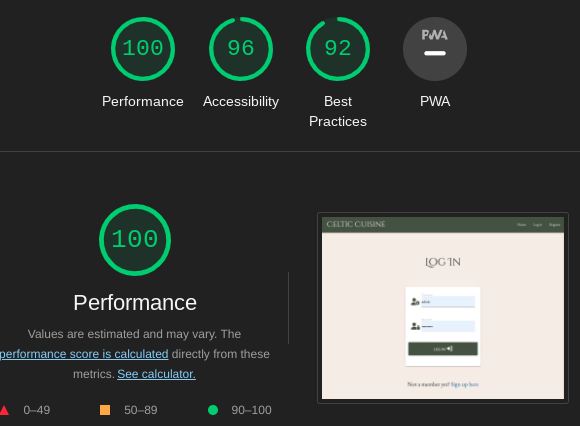 100
96
92
PWA
Performance
Accessibility
Best
Practices
PWA
100
Performance
Values are estimated and may vary. The
performance score is calculated directly from these
metrics. See calculator.
0–49
50–89
90–100
CELTIC CUISINE
Home
Log In
Register
LOG IN
LOG IN
Not a member yet? Sign up here